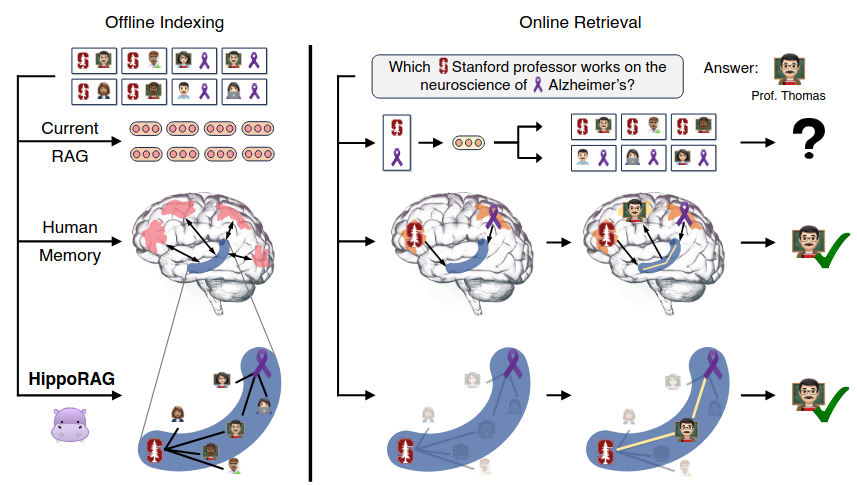 Offline Indexing
Online Retrieval
Which S Stanford professor works on the
neuroscience of Alzheimer's?
Answer:
Prof. Thomas
Current
RAG
?
Human
Memory
HippoRAG